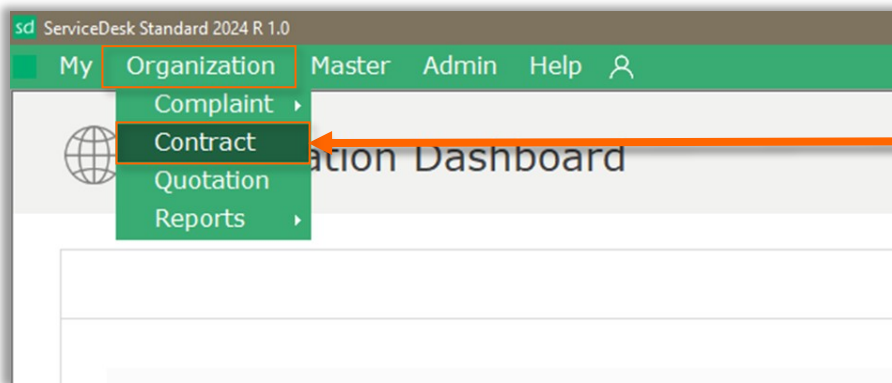 sd ServiceDesk Standard 2024 R 1.0
My Organization Master Admin Help
Complaint
Contract
ation Dashboard
Quotation
Reports